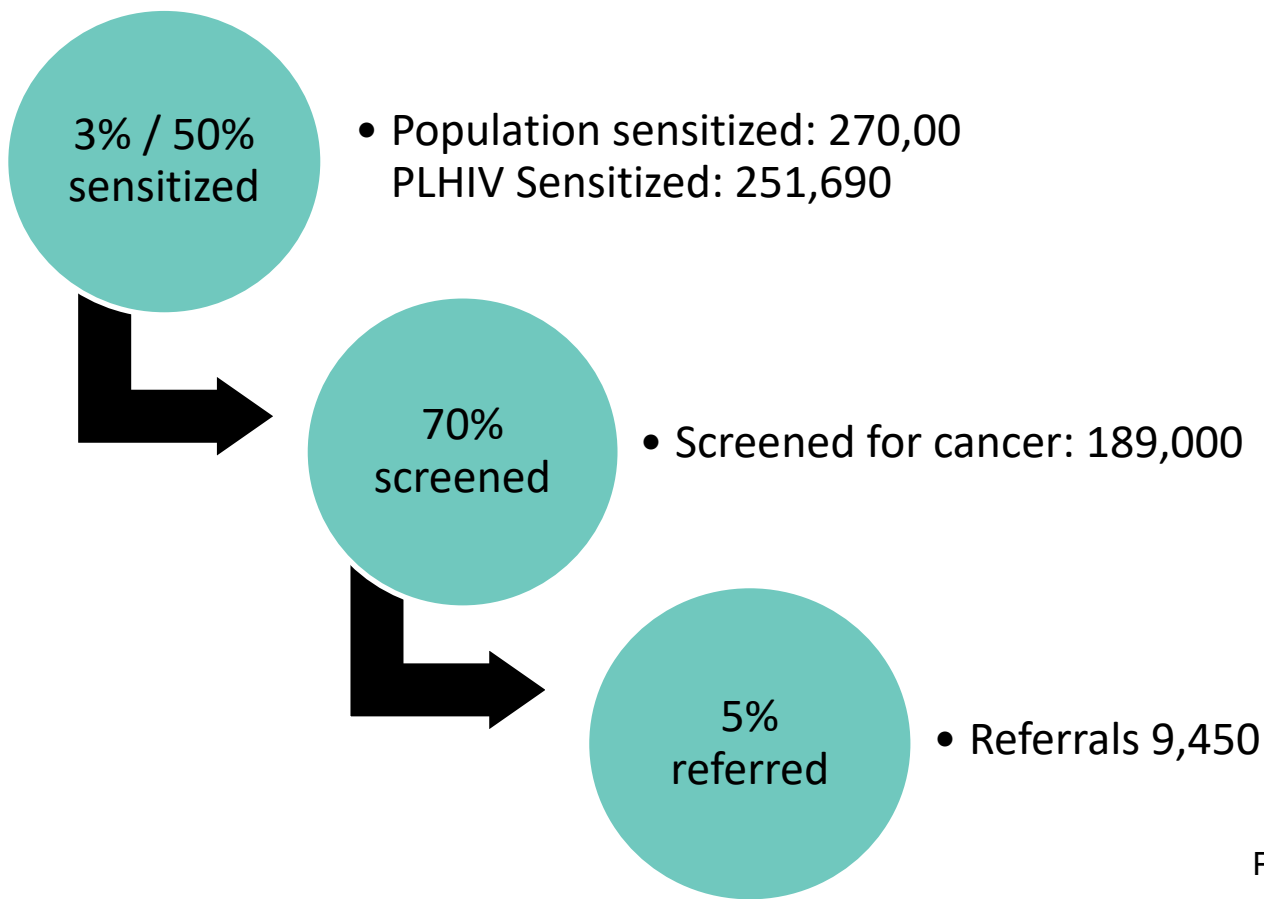 3% / 50%
sensitized
• Population sensitized: 270,00
PLHIV Sensitized: 251,690
70%
screened
• Screened for cancer: 189,000
5%
referred
• Referrals 9,450